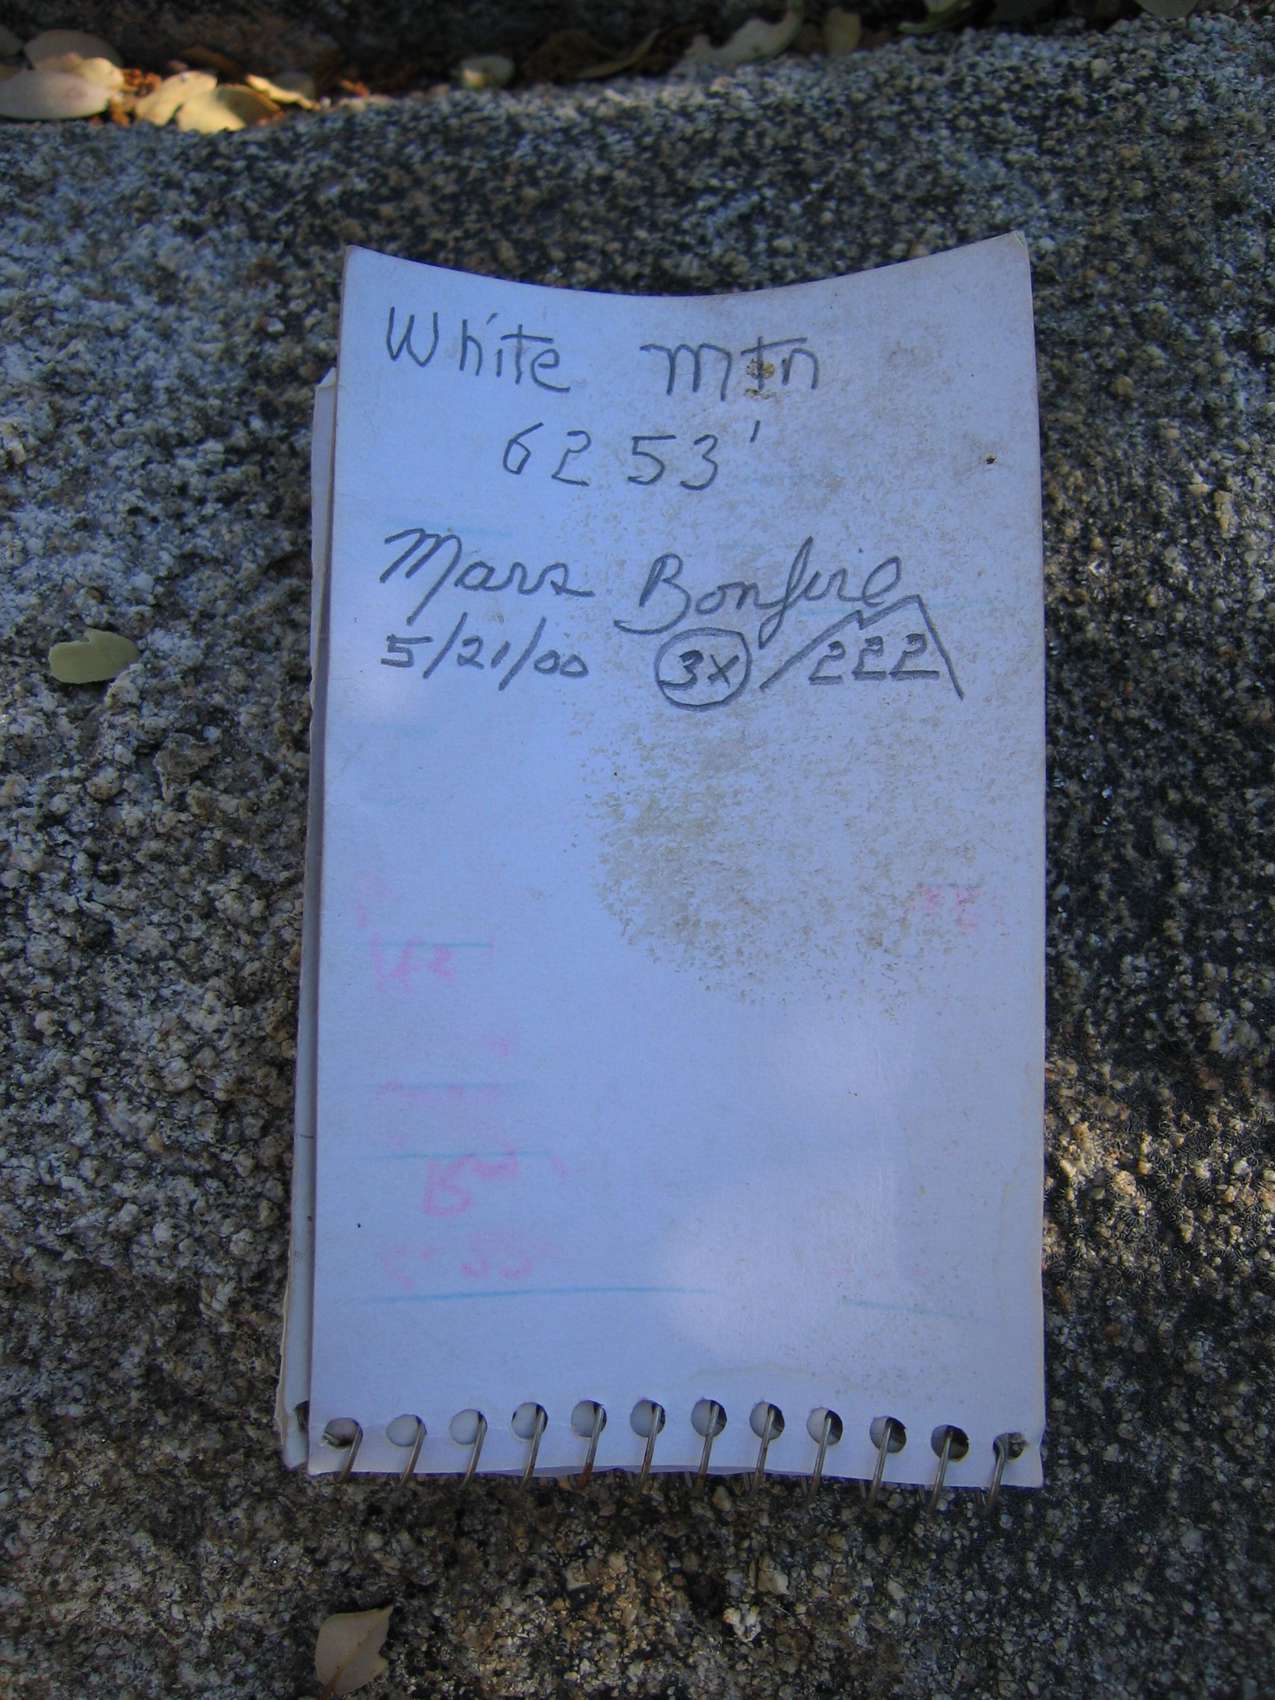 White Mtn
6253'
Mars Bonfire
5/21/00 3x 222